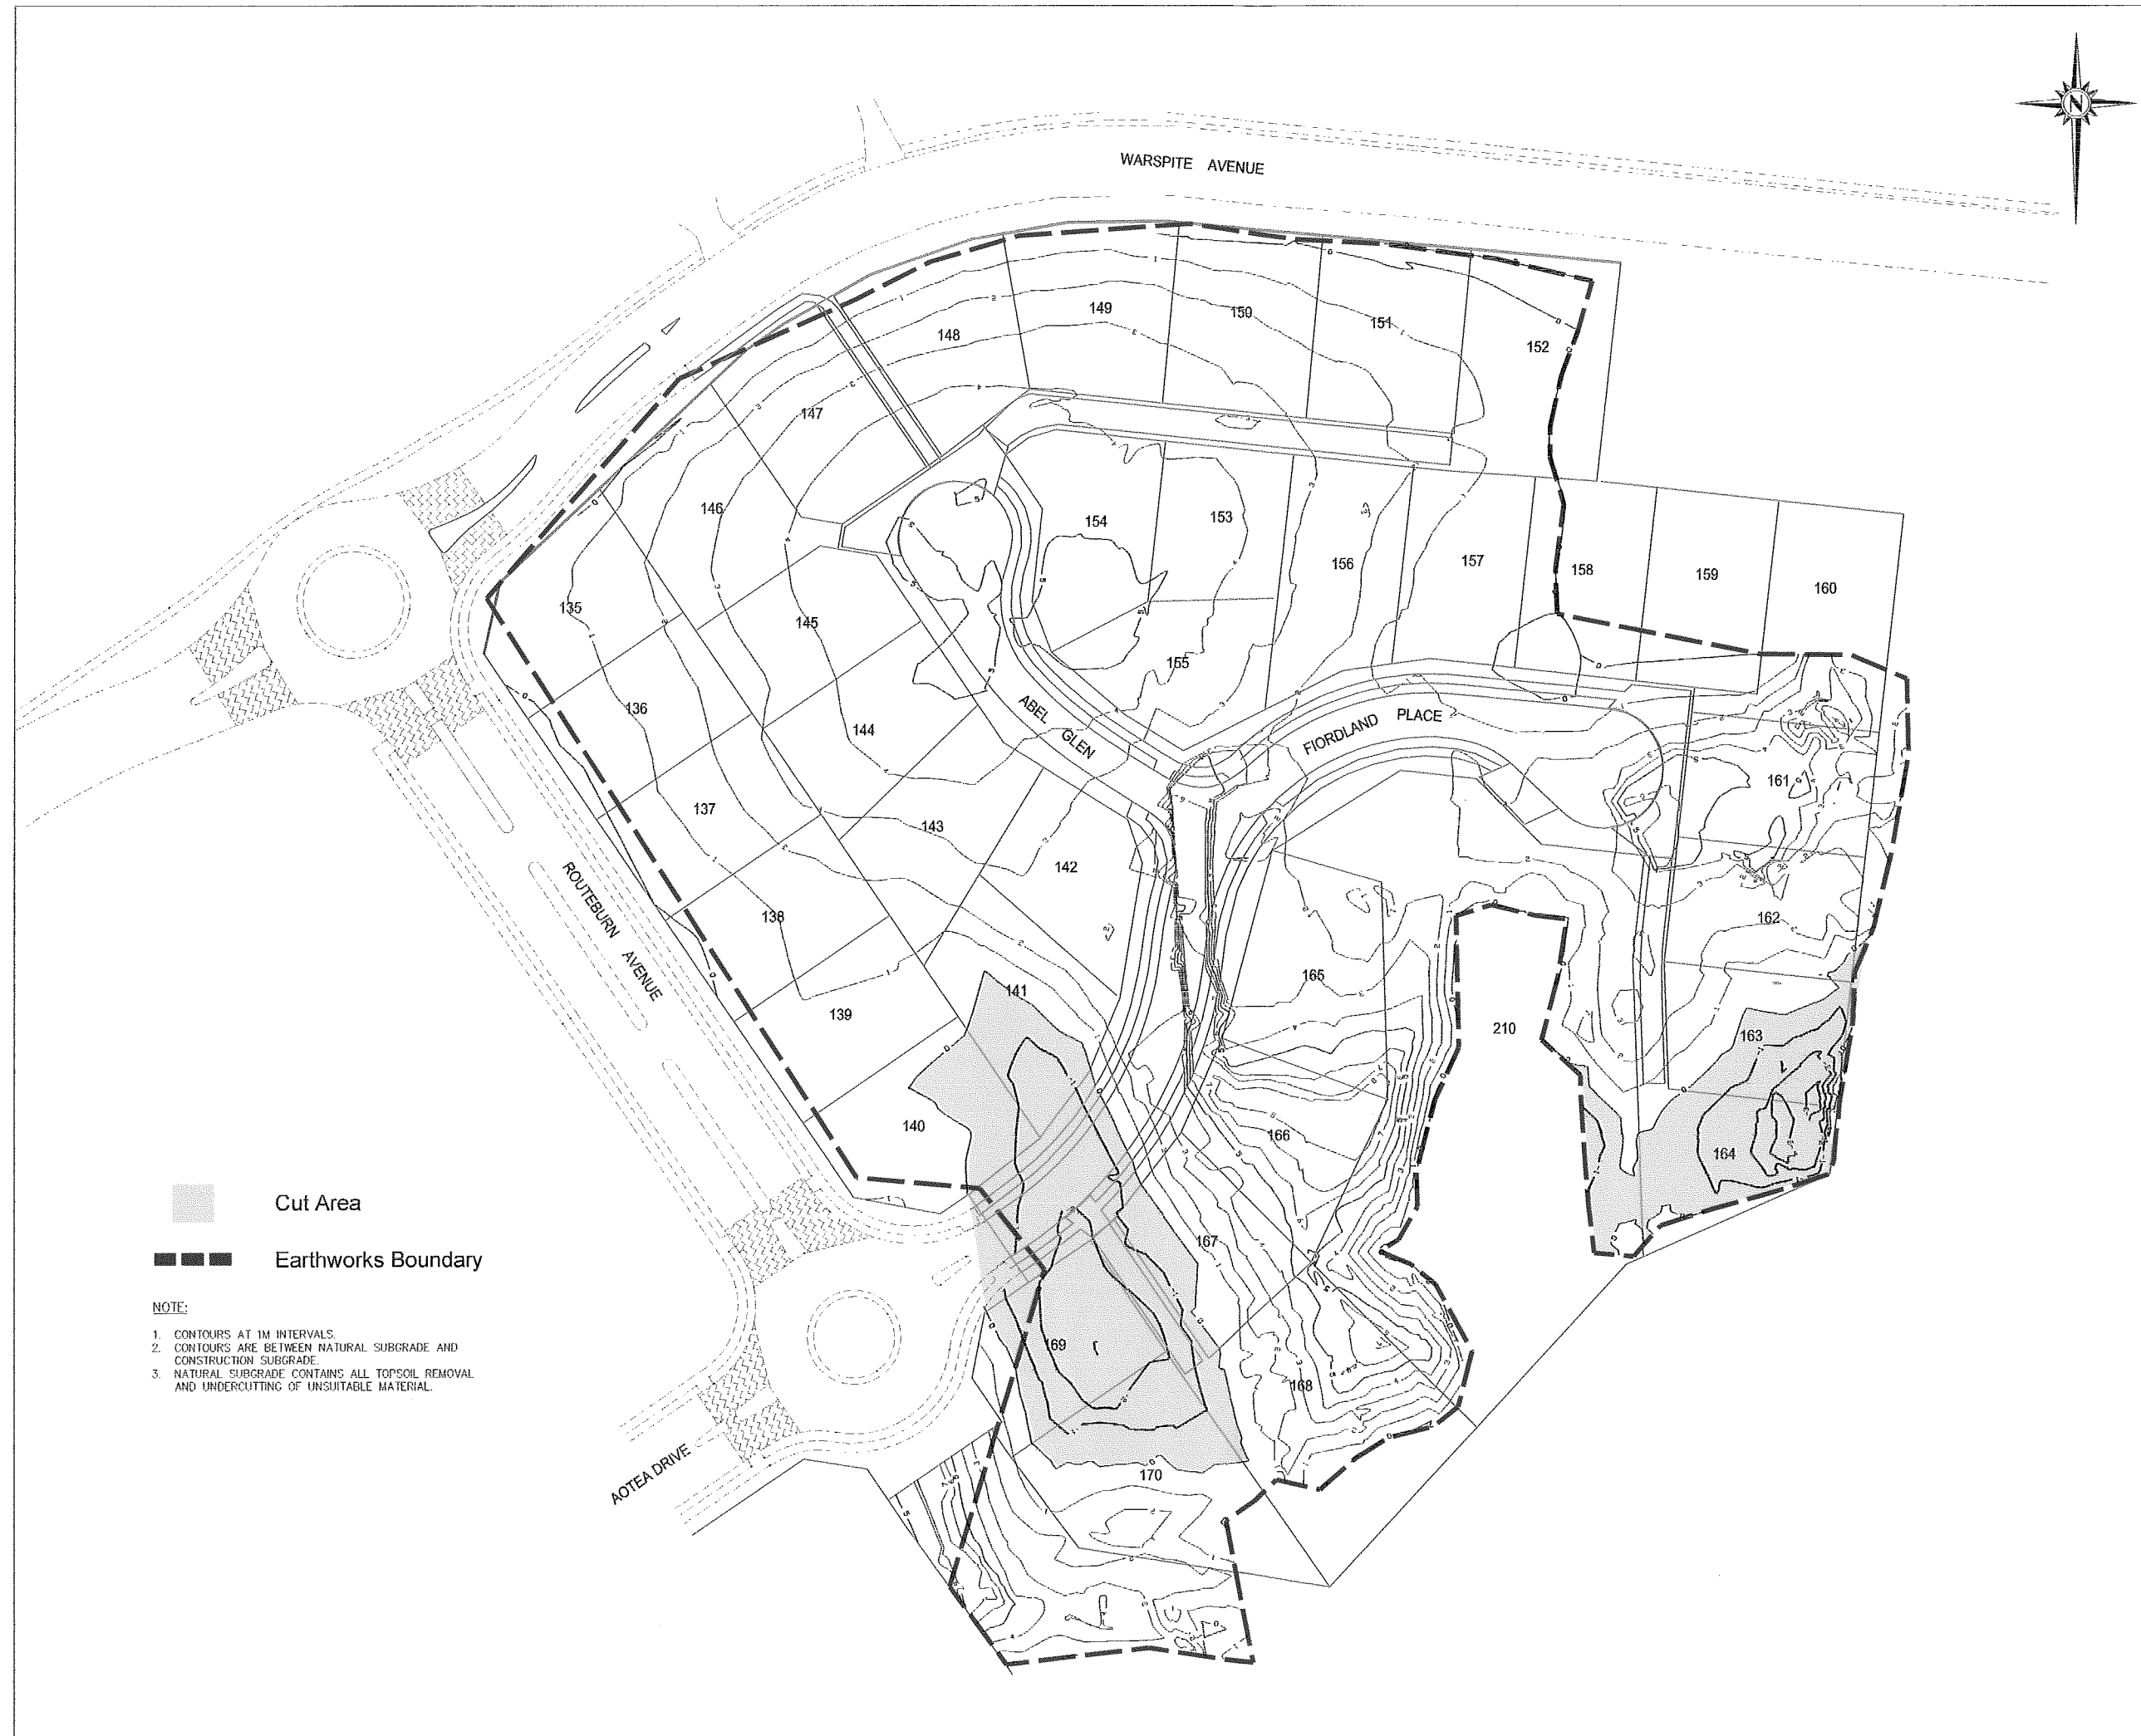 N
WARSPITE AVENUE
149
150
151
148
152
147
146
154
153
156
157
158
159
160
135
145
155
136
ABEL
GLEN
144
FIORDLAND PLACE
161
137
143
142
ROUTEBURN AVENUE
138
162
141
165
139
210
163
140
166
164
167
Cut Area
Earthworks Boundary
NOTE:
1. CONTOURS AT 1M INTERVALS.
2. CONTOURS ARE BETWEEN NATURAL SUBGRADE AND
CONSTRUCTION SUBGRADE.
3. NATURAL SUBGRADE CONTAINS ALL TOPSOIL REMOVAL
AND UNDERCUTTING OF UNSUITABLE MATERIAL.
169
168
AOTEA DRIVE
170